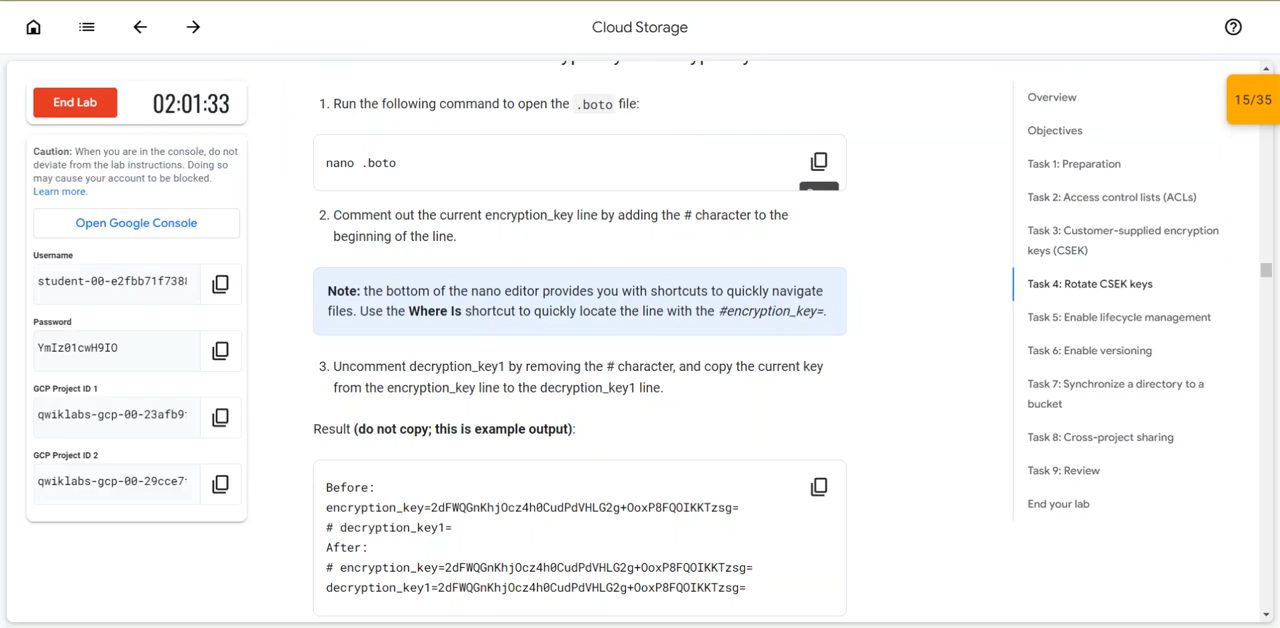 Cloud Storage
End Lab
02:01:33
15/35
Caution: When you are in the console, do not
deviate from the lab instructions. Doing so
may cause your account to be blocked.
Learn more.
Open Google Console
Username
student-00-e2fbb71f738
Password
YmIz01cwH9IO
GCP Project ID 1
qwiklabs-gcp-00-23afb9
GCP Project ID 2
qwiklabs-gcp-00-29cce7
1. Run the following command to open the .boto file:
nano .boto
2. Comment out the current encryption_key line by adding the # character to the
beginning of the line.
Note: the bottom of the nano editor provides you with shortcuts to quickly navigate
files. Use the Where Is shortcut to quickly locate the line with the #encryption_key=.
3. Uncomment decryption_key1 by removing the # character, and copy the current key
from the encryption_key line to the decryption_key1 line.
Result (do not copy; this is example output):
Before:
encryption_key=2dFWQGnKhjOcz4h0CudPdVHLG2g+OoxP8FQOIKKTzsg=
# decryption_key1=
After:
# encryption_key=2dFWQGnKhjOcz4h0CudPdVHLG2g+OoxP8FQOIKKTzsg=
decryption_key1=2dFWQGnKhjOcz4h0CudPdVHLG2g+OoxP8FQOIKKTzsg=
Overview
Objectives
Task 1: Preparation
Task 2: Access control lists (ACLs)
Task 3: Customer-supplied encryption
keys (CSEK)
Task 4: Rotate CSEK keys
Task 5: Enable lifecycle management
Task 6: Enable versioning
Task 7: Synchronize a directory to a
bucket
Task 8: Cross-project sharing
Task 9: Review
End your lab